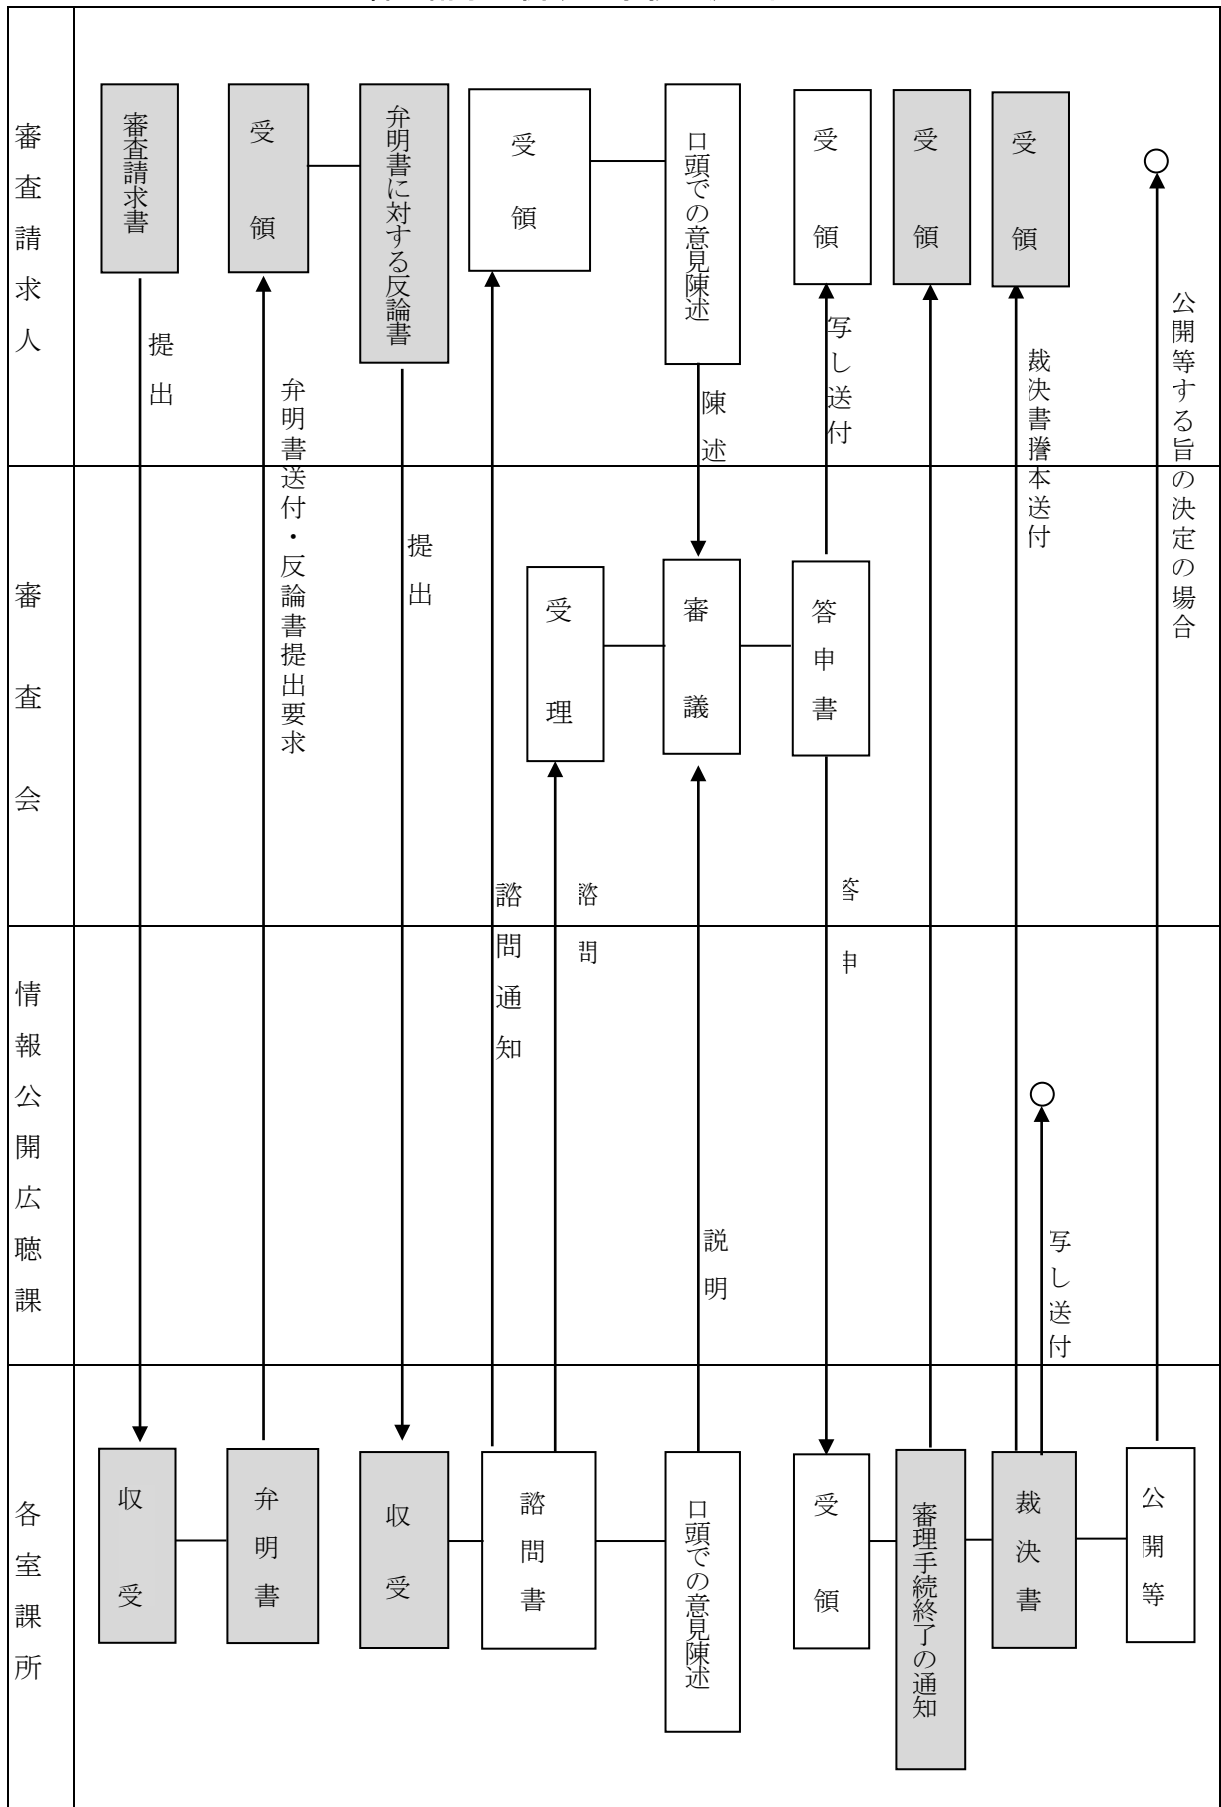 審査請求人
審査請求書
受領
弁明書に対する反論書
受領
口頭での意見陳述
受領
受領
受領
提出
弁明書送付・反論書提出要求
提出
陳述
写し送付
裁決書謄本送付
公開等する旨の決定の場合
審査会
受理
審議
答申書
諮問通知
諮問
答申
情報公開広聴課
説明
写し送付
各室課所
収受
弁明書
収受
諮問書
口頭での意見陳述
受領
審理手続終了の通知
裁決書
公開等